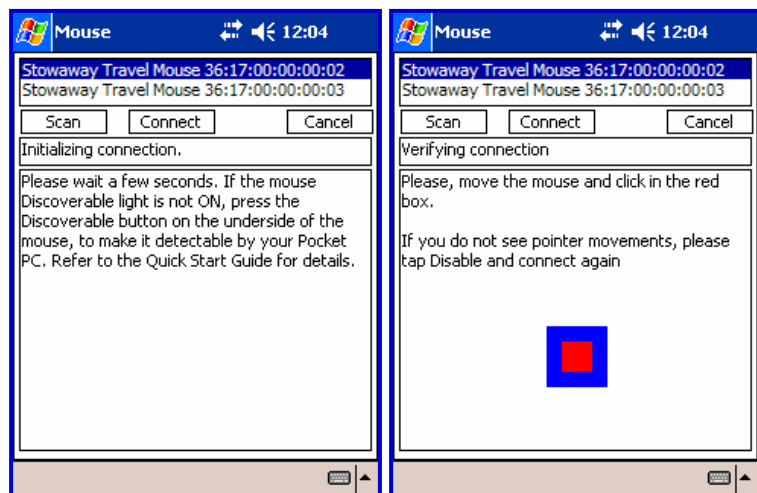 Mouse 12:04
Stowaway Travel Mouse 36:17:00:00:00:02
Stowaway Travel Mouse 36:17:00:00:00:03
Scan Connect Cancel
Initializing connection.
Please wait a few seconds. If the mouse
Discoverable light is not ON, press the
Discoverable button on the underside of the
mouse, to make it detectable by your Pocket
PC. Refer to the Quick Start Guide for details.
Mouse 12:04
Stowaway Travel Mouse 36:17:00:00:00:02
Stowaway Travel Mouse 36:17:00:00:00:03
Scan Connect Cancel
Verifying connection
Please, move the mouse and click in the red
box.
If you do not see pointer movements, please
tap Disable and connect again